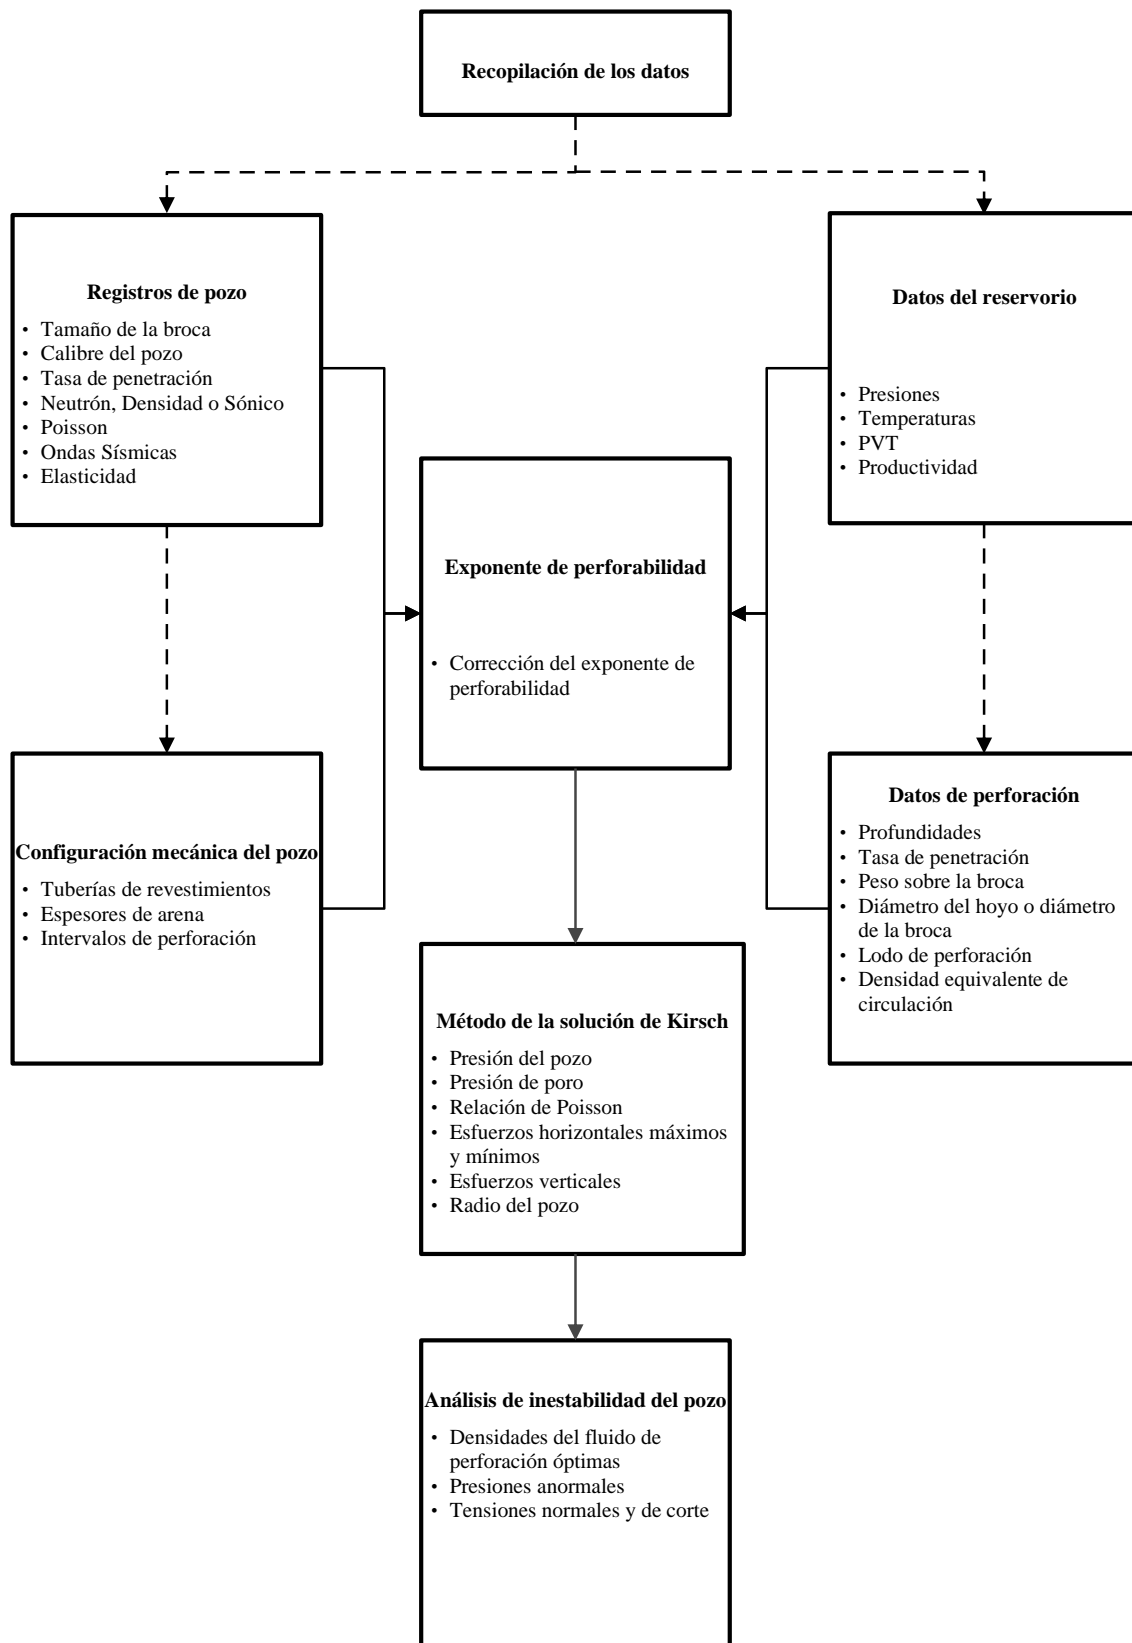 Recopilación de los datos
Registros de pozo
• Tamaño de la broca
• Calibre del pozo
• Tasa de penetración
• Neutrón, Densidad o Sónico
• Poisson
• Ondas Sísmicas
• Elasticidad
Datos del reservorio
• Presiones
• Temperaturas
• PVT
• Productividad
Exponente de perforabilidad
• Corrección del exponente de
perforabilidad
Configuración mecánica del pozo
• Tuberías de revestimientos
• Espesores de arena
• Intervalos de perforación
Datos de perforación
• Profundidades
• Tasa de penetración
• Peso sobre la broca
• Diámetro del hoyo o diámetro
de la broca
• Lodo de perforación
• Densidad equivalente de
circulación
Método de la solución de Kirsch
• Presión del pozo
• Presión de poro
• Relación de Poisson
• Esfuerzos horizontales máximos
y mínimos
• Esfuerzos verticales
• Radio del pozo
Análisis de inestabilidad del pozo
• Densidades del fluido de
perforación óptimas
• Presiones anormales
• Tensiones normales y de corte